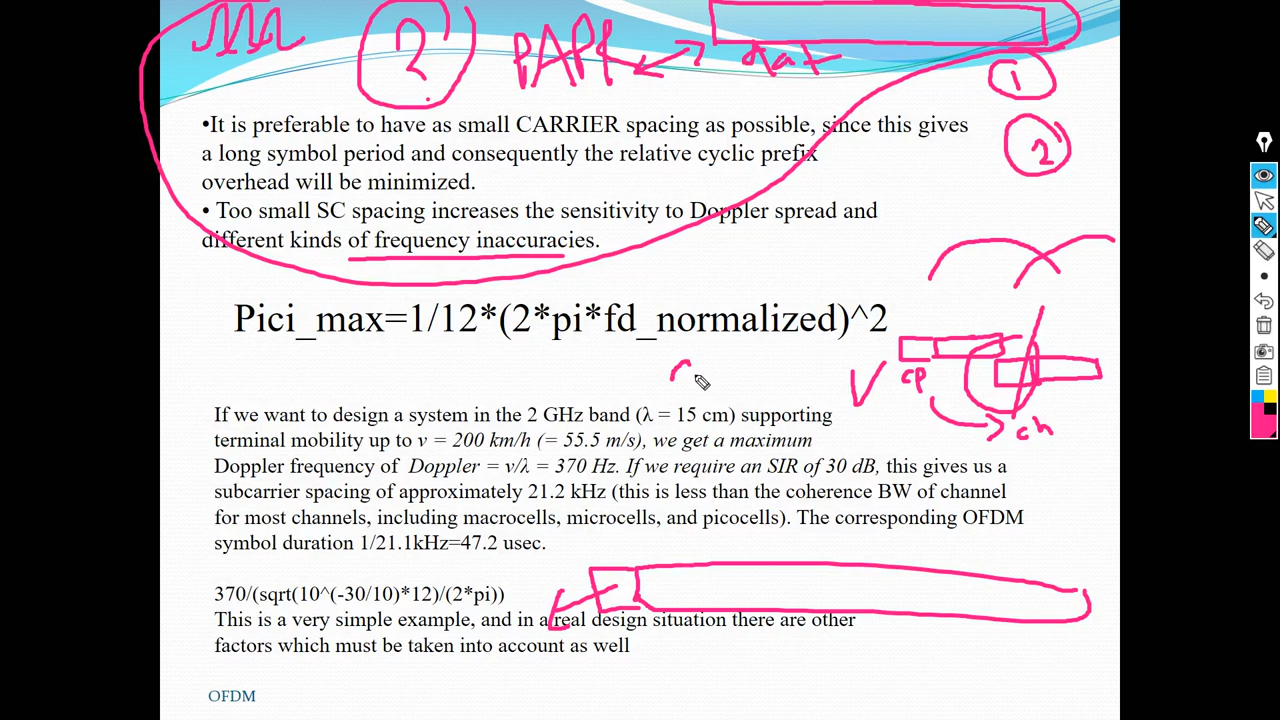 2 PAPR
dat
1
2
•It is preferable to have as small CARRIER spacing as possible, since this gives
a long symbol period and consequently the relative cyclic prefix
overhead will be minimized.
• Too small SC spacing increases the sensitivity to Doppler spread and
different kinds of frequency inaccuracies.
Pici_max=1/12*(2*pi*fd_normalized)^2
cp
ch
If we want to design a system in the 2 GHz band (λ = 15 cm) supporting
terminal mobility up to v = 200 km/h (= 55.5 m/s), we get a maximum
Doppler frequency of Doppler = v/λ = 370 Hz. If we require an SIR of 30 dB, this gives us a
subcarrier spacing of approximately 21.2 kHz (this is less than the coherence BW of channel
for most channels, including macrocells, microcells, and picocells). The corresponding OFDM
symbol duration 1/21.1kHz=47.2 usec.
370/(sqrt(10^(-30/10)*12)/(2*pi))
This is a very simple example, and in a real design situation there are other
factors which must be taken into account as well
OFDM